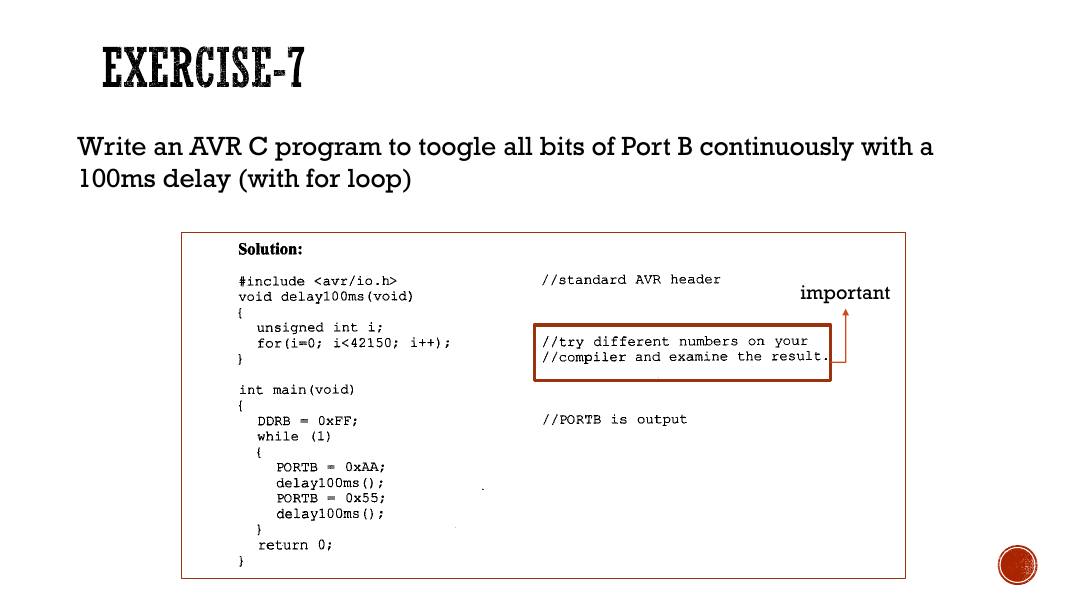 EXERCISE-7
Write an AVR C program to toogle all bits of Port B continuously with a
100ms delay (with for loop)
Solution:
#include <avr/io.h> //standard AVR header
void delay100ms(void)
important
{
unsigned int i;
for(i=0; i<42150; i++); //try different numbers on your
} //compiler and examine the result.
int main(void)
{
DDRB = 0xFF; //PORTB is output
while (1)
{
PORTB = 0xAA;
delay100ms();
PORTB = 0x55;
delay100ms();
}
return 0;
}